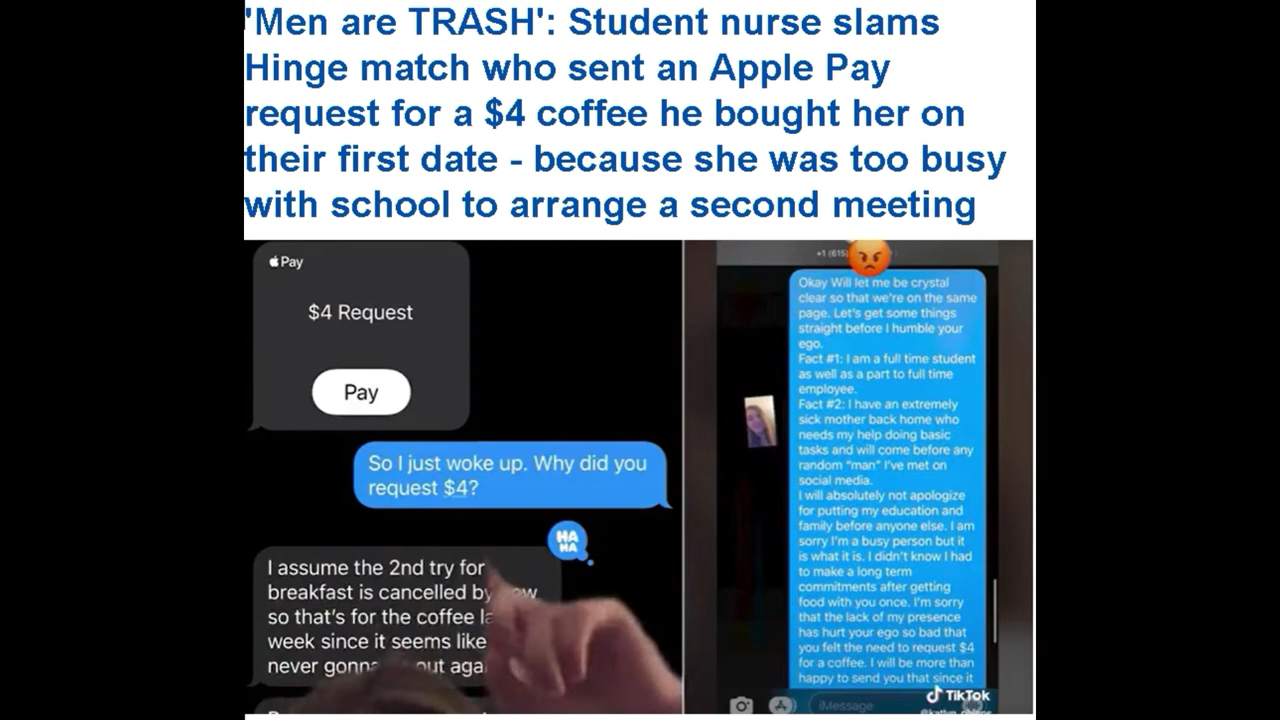 'Men are TRASH': Student nurse slams
Hinge match who sent an Apple Pay
request for a $4 coffee he bought her on
their first date - because she was too busy
with school to arrange a second meeting
Pay
$4 Request
Pay
So I just woke up. Why did you
request $4?
HA
HA
I assume the 2nd try for
breakfast is cancelled by
so that's for the coffee
week since it seems like
never gonna out
+1 (615)
Okay Will let me be crystal
clear so that we're on the same
page. Let's get some things
straight before I humble your
ego.
Fact #1: I am a full time student
as well as a part to full time
employee.
Fact #2: I have an extremely
sick mother back home who
needs my help doing basic
tasks and will come before any
random "man" I've met on
social media.
I will absolutely not apologize
for putting my education and
family before anyone else. I am
sorry I'm a busy person but it
is what it is. I didn't know I had
to make a long term
commitments after getting
food with you once. I'm sorry
that the lack of my presence
has hurt your ego so bad that
you felt the need to request $4
for a coffee. I will be more than
happy to send you that since it
iMessage
TikTok